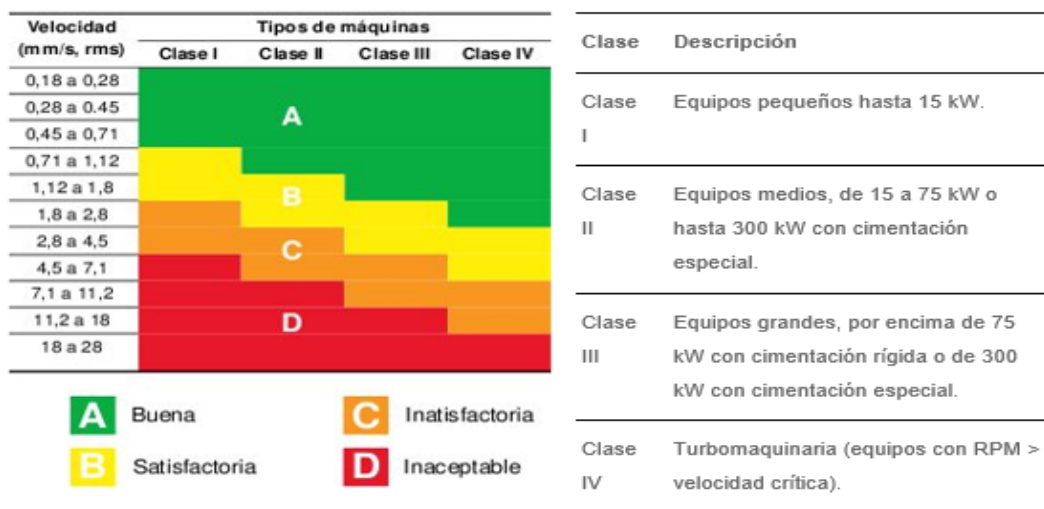 Velocidad
(mm/s, rms)
Tipos de máquinas
Clase I Clase II Clase III Clase IV
0,18 a 0,28
0,28 a 0.45
0,45 a 0,71
0,71 a 1,12
1,12 a 1,8
1,8 a 2,8
2,8 a 4,5
4,5 a 7,1
7,1 a 11,2
11,2 a 18
18 a 28
A
B
C
D
A Buena
C Inatisfactoria
B Satisfactoria
D Inaceptable
Clase Descripción
Clase Equipos pequeños hasta 15 kW.
I
Clase Equipos medios, de 15 a 75 kW o
II hasta 300 kW con cimentación
especial.
Clase Equipos grandes, por encima de 75
III kW con cimentación rígida o de 300
kW con cimentación especial.
Clase Turbomaquinaria (equipos con RPM >
IV velocidad crítica).